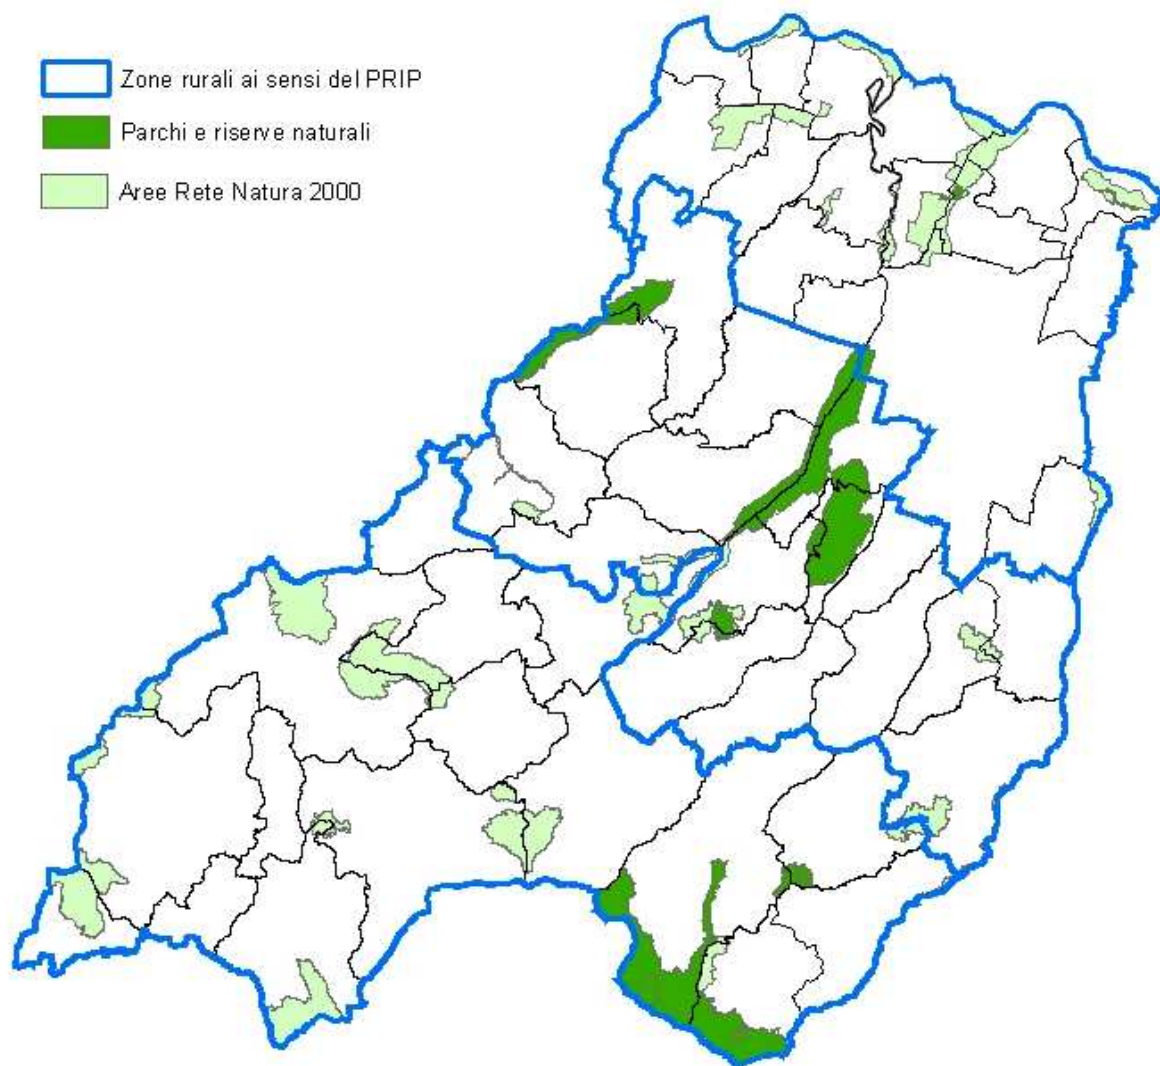 Zone rurali ai sensi del PRIP
Parchi e riserve naturali
Aree Rete Natura 2000